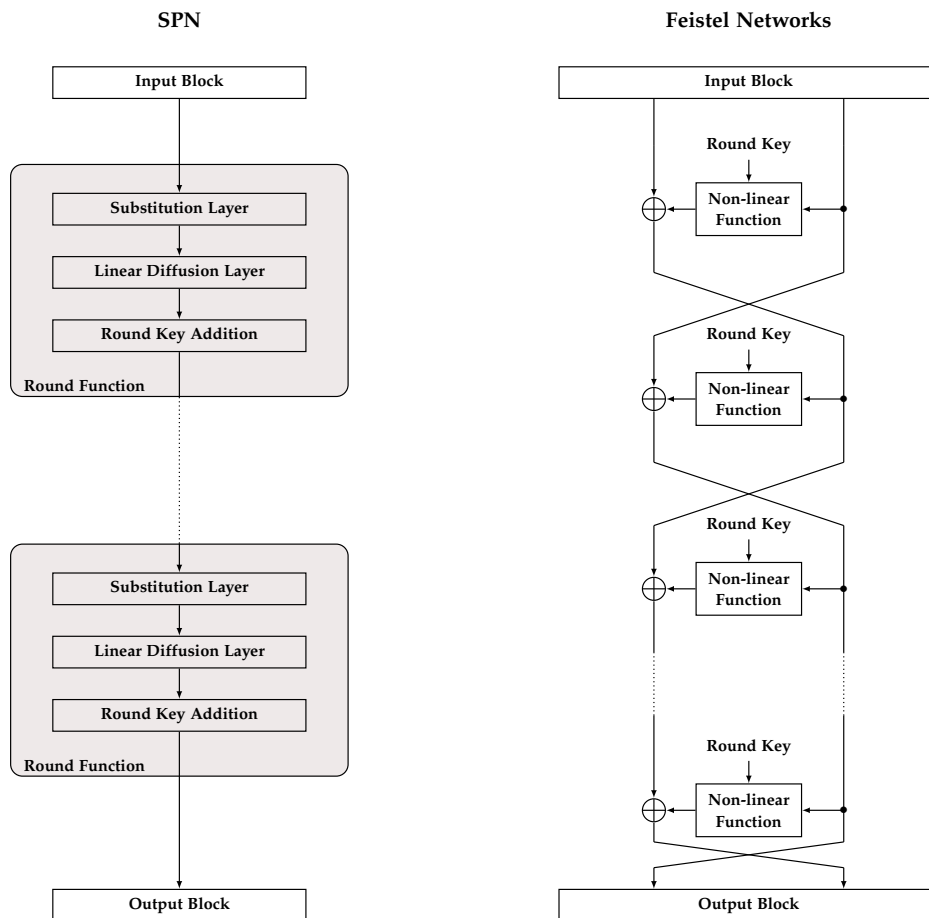 SPN
Input Block
Substitution Layer
Linear Diffusion Layer
Round Key Addition
Round Function
Substitution Layer
Linear Diffusion Layer
Round Key Addition
Round Function
Output Block
Feistel Networks
Input Block
Round Key
Non-linear
Function
Round Key
Non-linear
Function
Round Key
Non-linear
Function
Round Key
Non-linear
Function
Output Block